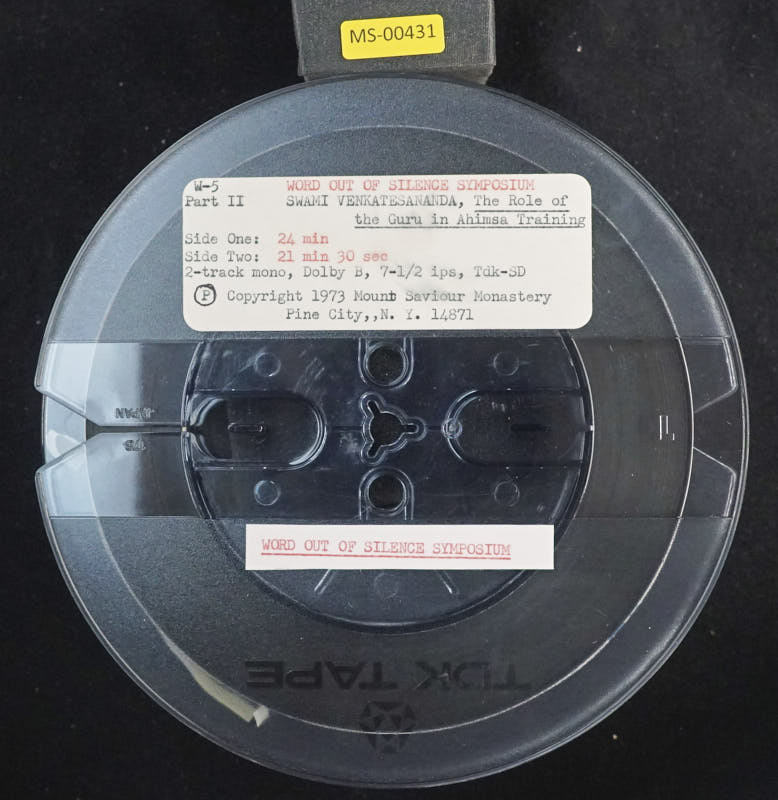 MS-00431
W-5 WORD OUT OF SILENCE SYMPOSIUM
Part II SWAMI VENKATESANANDA, The Role of
the Guru in Ahimsa Training
Side One: 24 min
Side Two: 21 min 30 sec
2-track mono, Dolby B, 7-1/2 ips, Tdk-SD
Ⓟ Copyright 1973 Mount Saviour Monastery
Pine City,,N. Y. 14871
JAPAN
WORD OUT OF SILENCE SYMPOSIUM
TDK TAPE